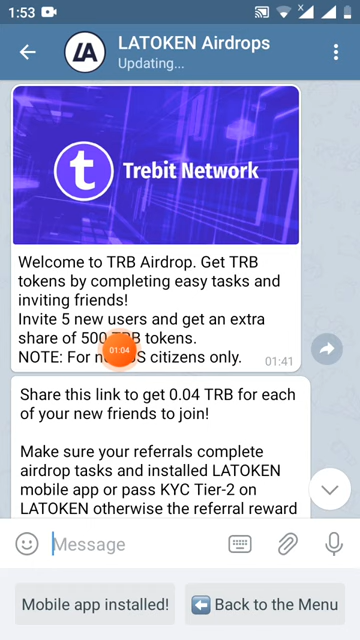 1:53
LATOKEN Airdrops
Updating...
Trebit Network
Welcome to TRB Airdrop. Get TRB
tokens by completing easy tasks and
inviting friends!
Invite 5 new users and get an extra
share of 500 TRB tokens.
NOTE: For n S citizens only.
01:04
01:41
Share this link to get 0.04 TRB for each
of your new friends to join!
Make sure your referrals complete
airdrop tasks and installed LATOKEN
mobile app or pass KYC Tier-2 on
LATOKEN otherwise the referral reward
Message
Mobile app installed!
Back to the Menu